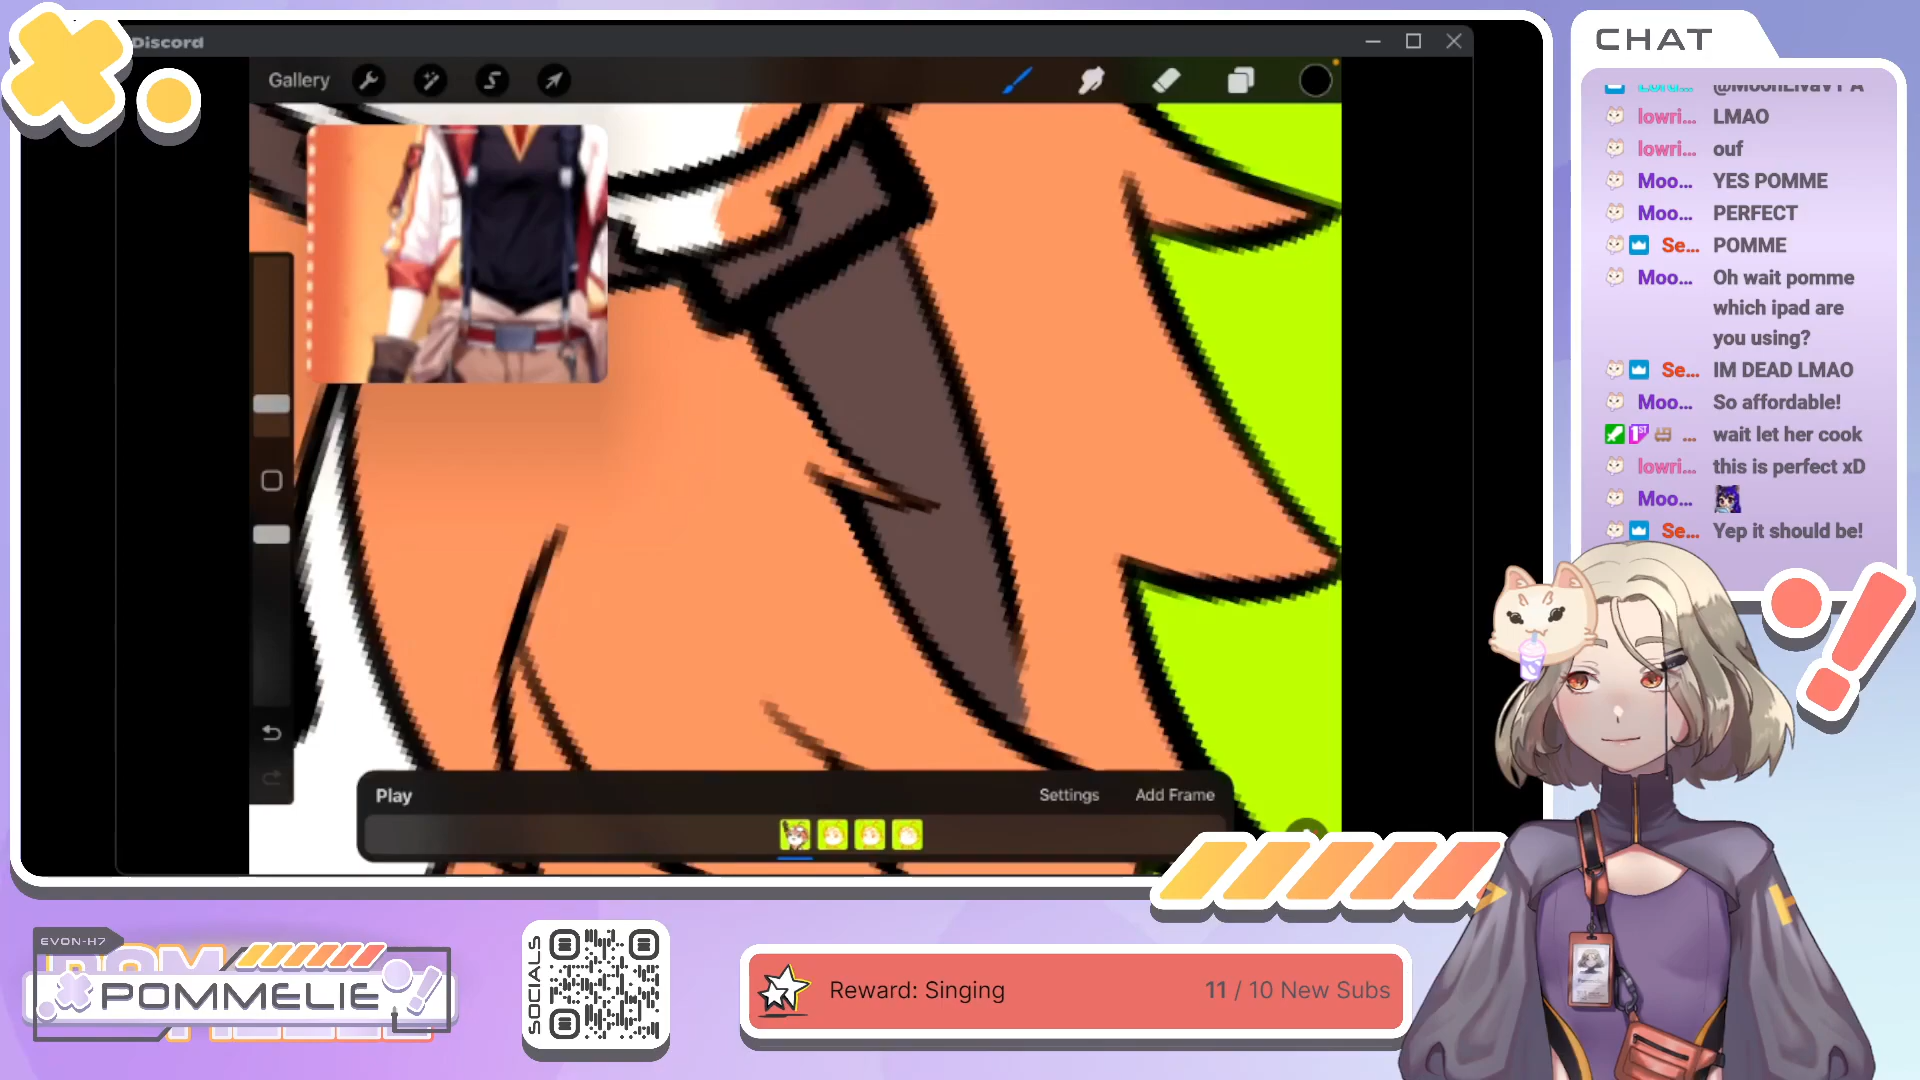 Discord
Gallery
Play
Settings
Add Frame
CHAT
lowri... LMAO
lowri... ouf
Moo... YES POMME
Moo... PERFECT
Se... POMME
Moo... Oh wait pomme
which ipad are
you using?
Se... IM DEAD LMAO
Moo... So affordable!
1ST ... wait let her cook
lowri... this is perfect xD
Moo...
Se... Yep it should be!
EVON-H7
POMMELIE
SOCIALS
Reward: Singing
11 / 10 New Subs